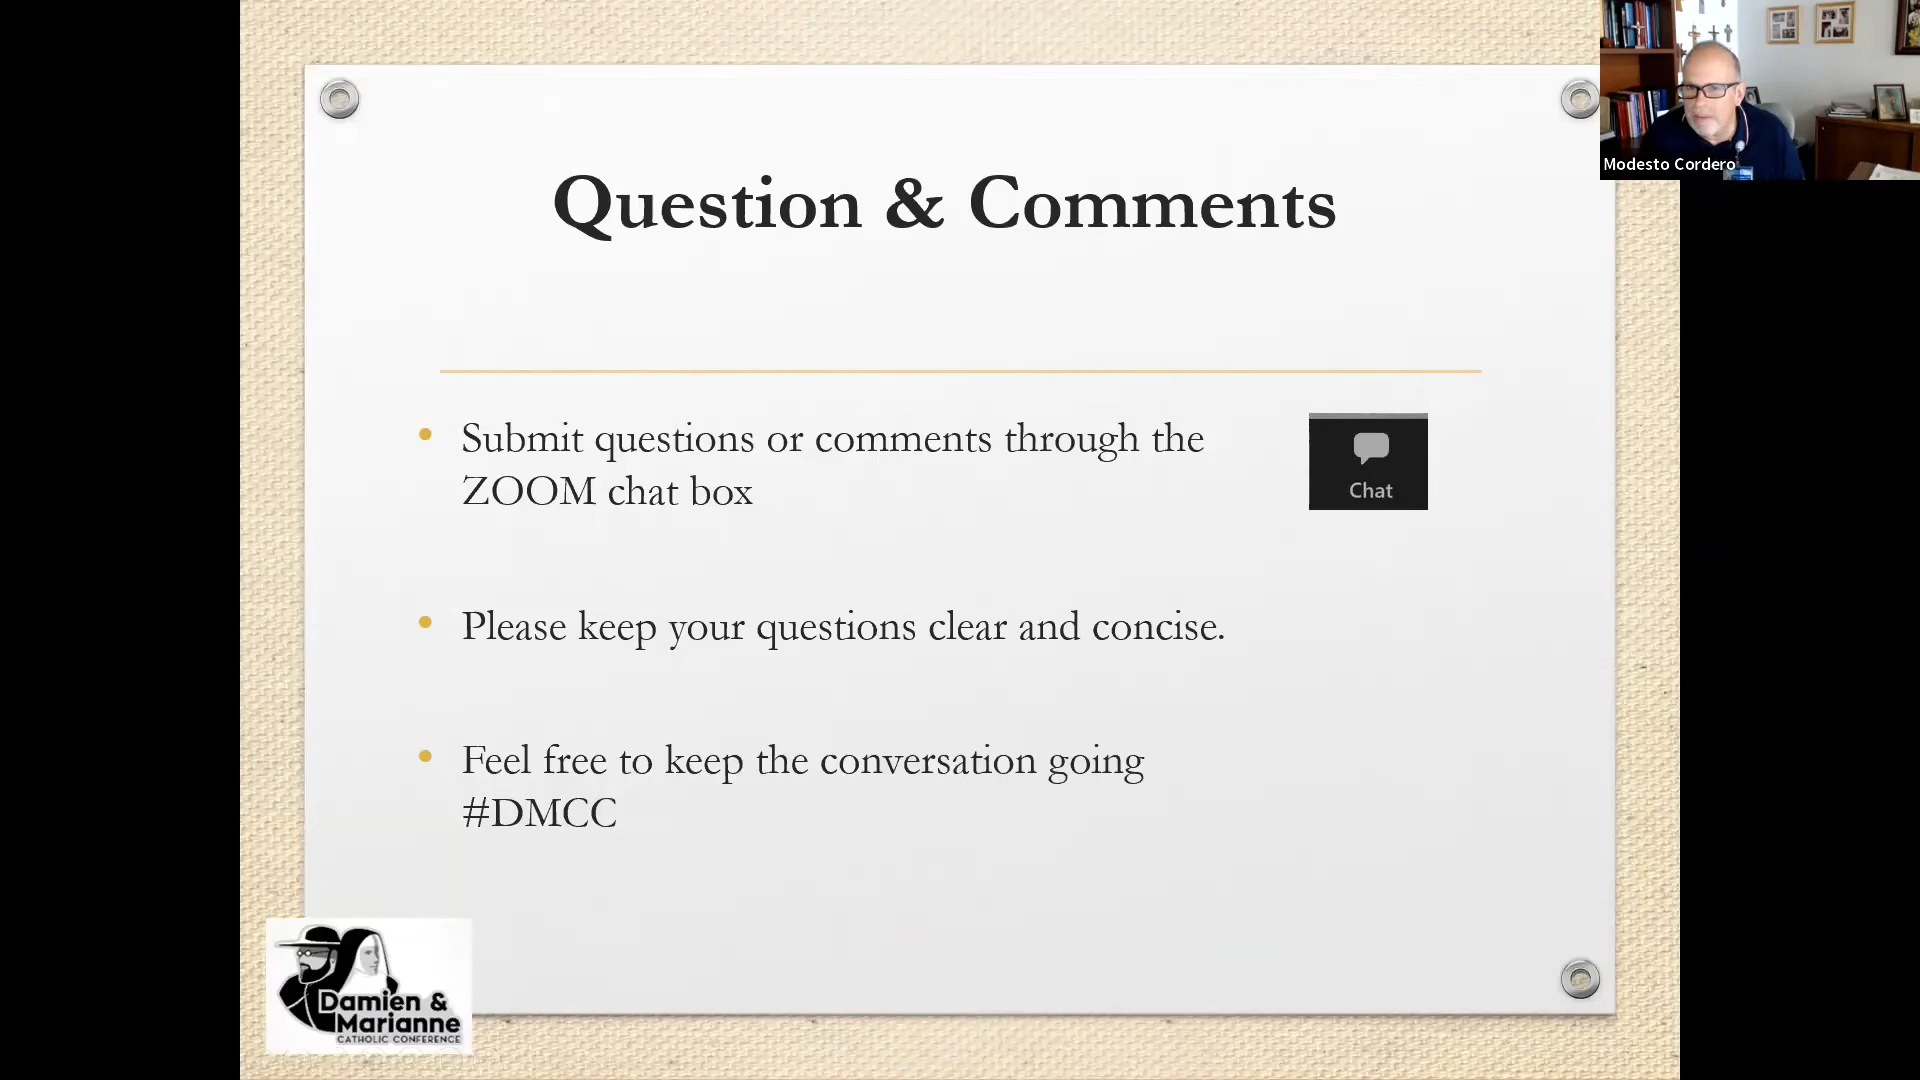 Modesto Cordero
Question & Comments
Submit questions or comments through the
ZOOM chat box
Chat
Please keep your questions clear and concise.
Feel free to keep the conversation going
#DMCC
Damien &
Marianne
CATHOLIC CONFERENCE